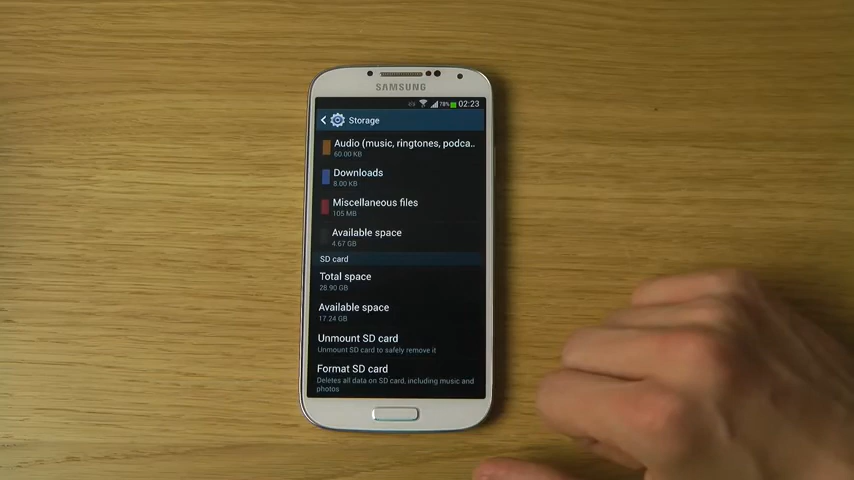 SAMSUNG
78% 02:23
Storage
Audio (music, ringtones, podca..
60.00 KB
Downloads
8.00 KB
Miscellaneous files
105 MB
Available space
4.67 GB
SD card
Total space
28.90 GB
Available space
17.24 GB
Unmount SD card
Unmount SD card to safely remove it
Format SD card
Deletes all data on SD card, including music and
photos